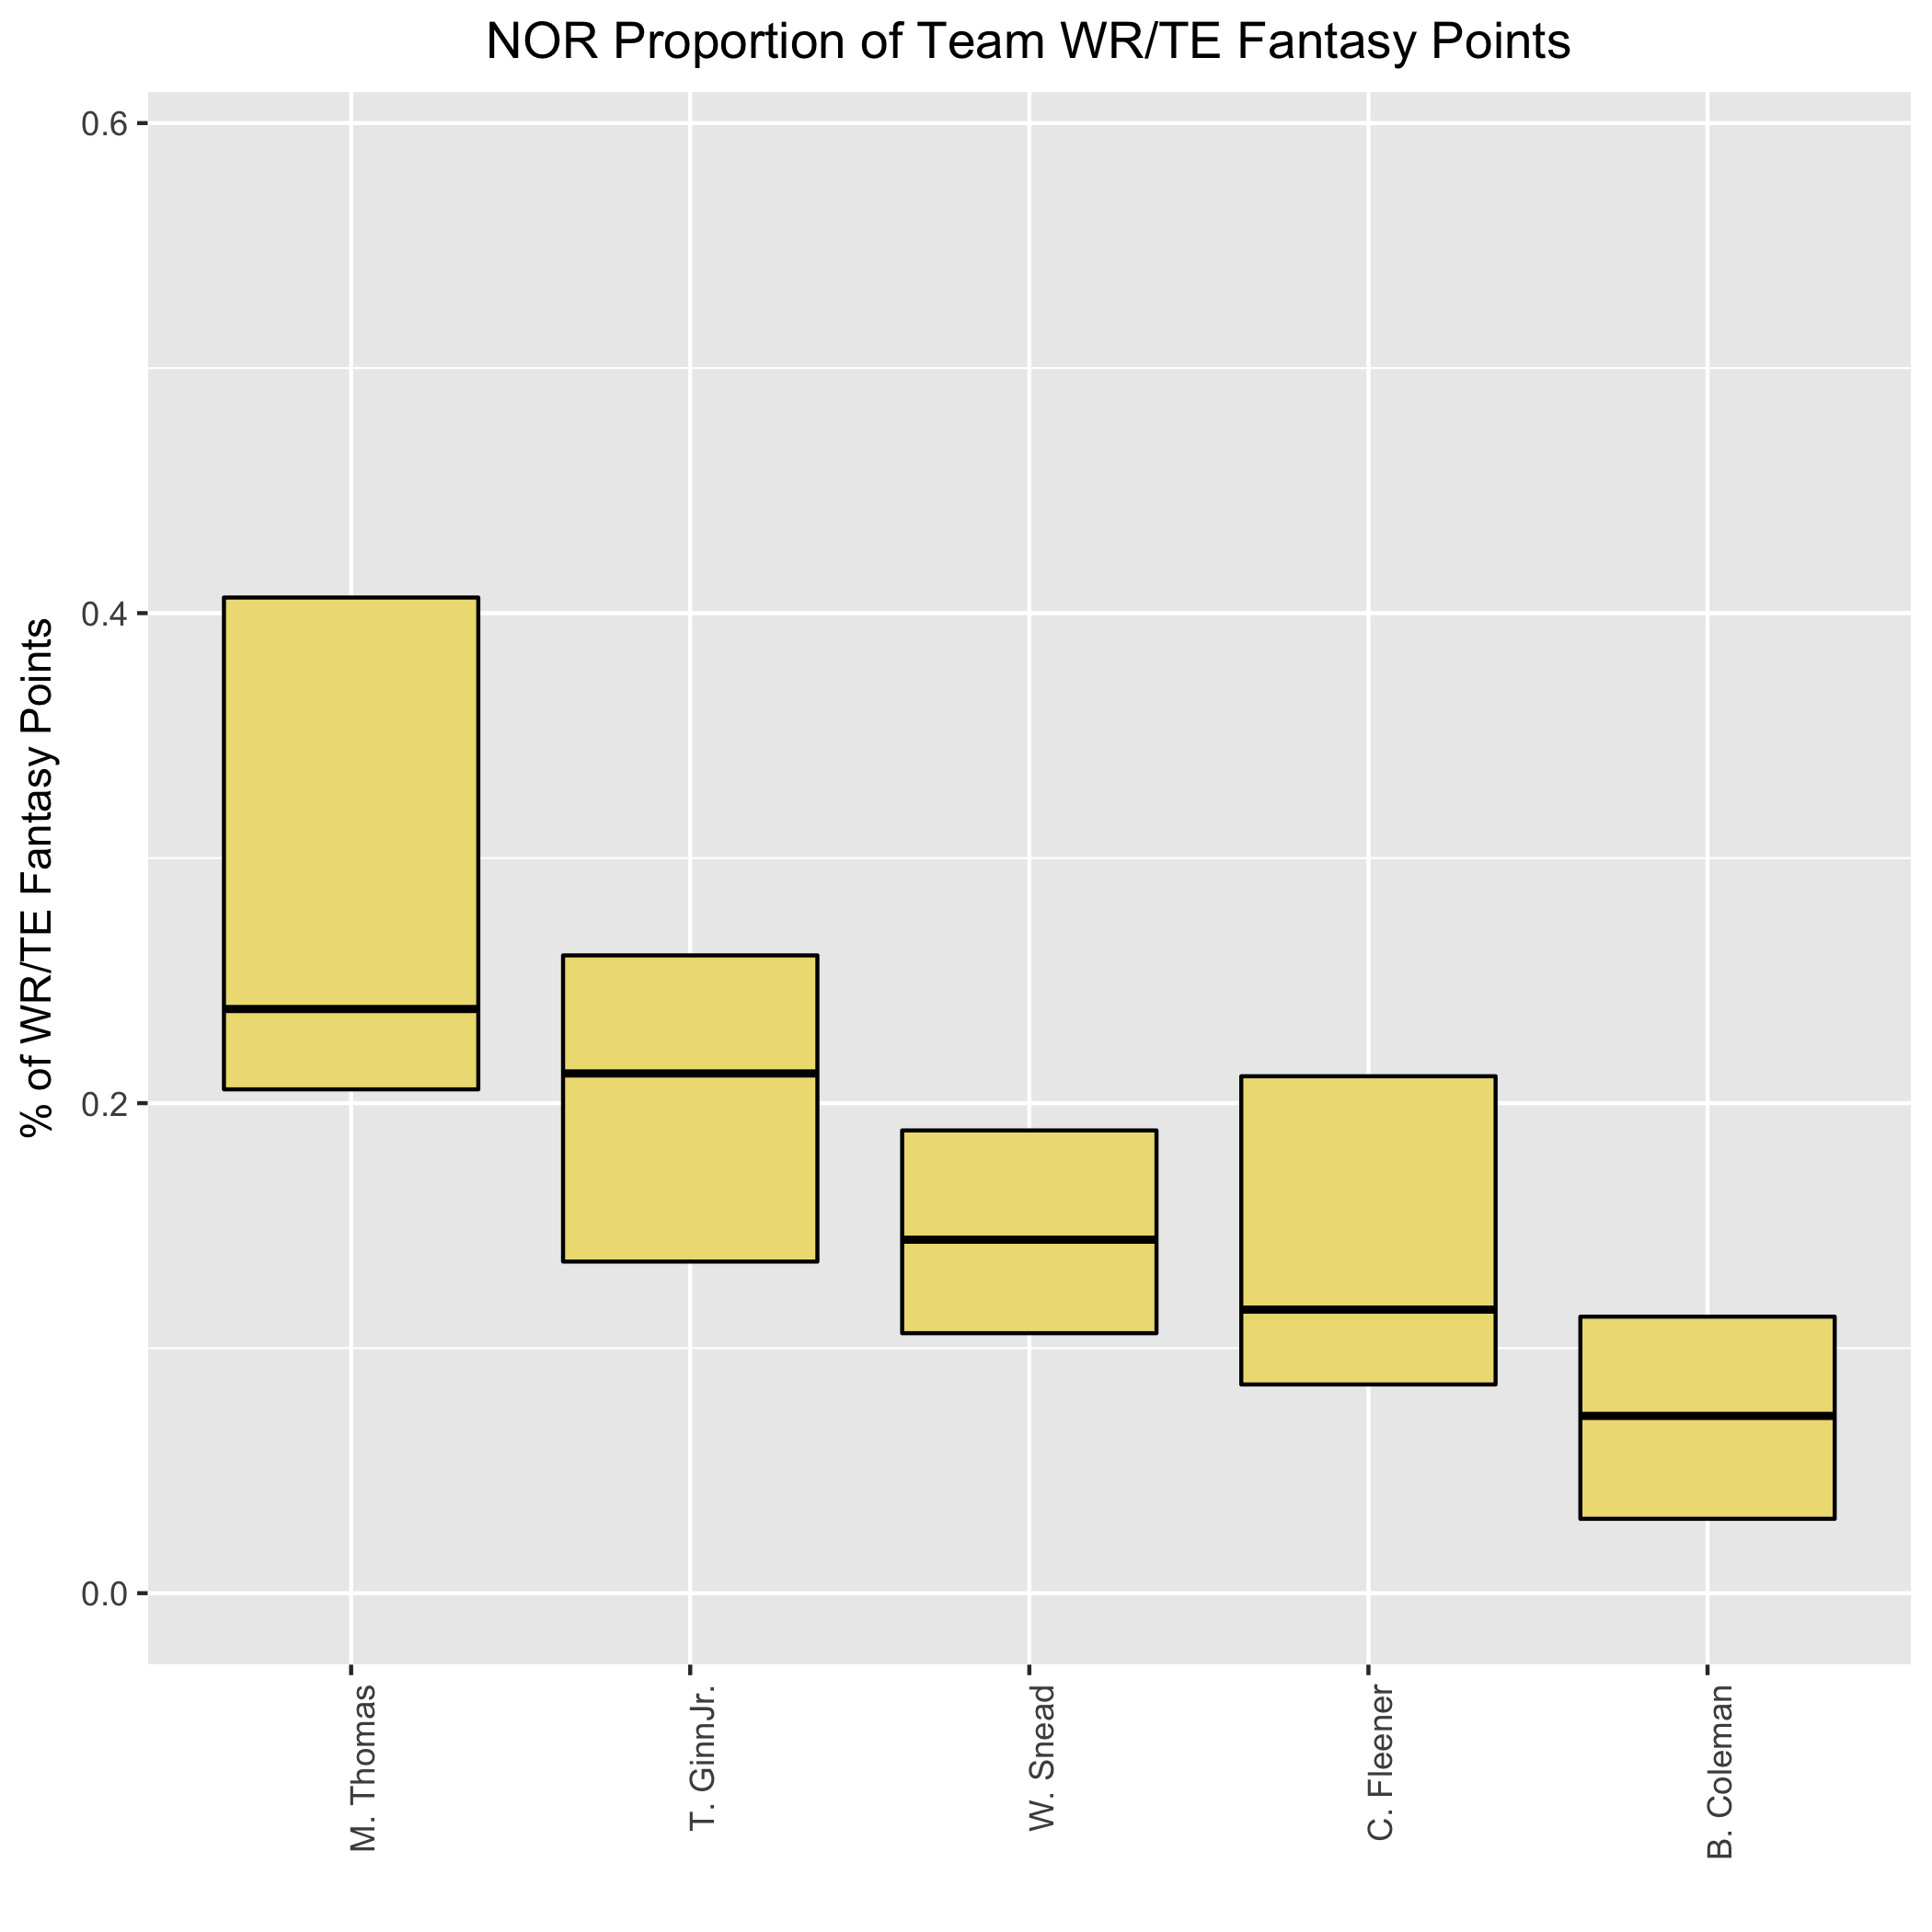 NOR Proportion of Team WR/TE Fantasy Points
% of WR/TE Fantasy Points
0.6
0.4
0.2
0.0
M. Thomas
T. GinnJr.
W. Snead
C. Fleener
B. Coleman